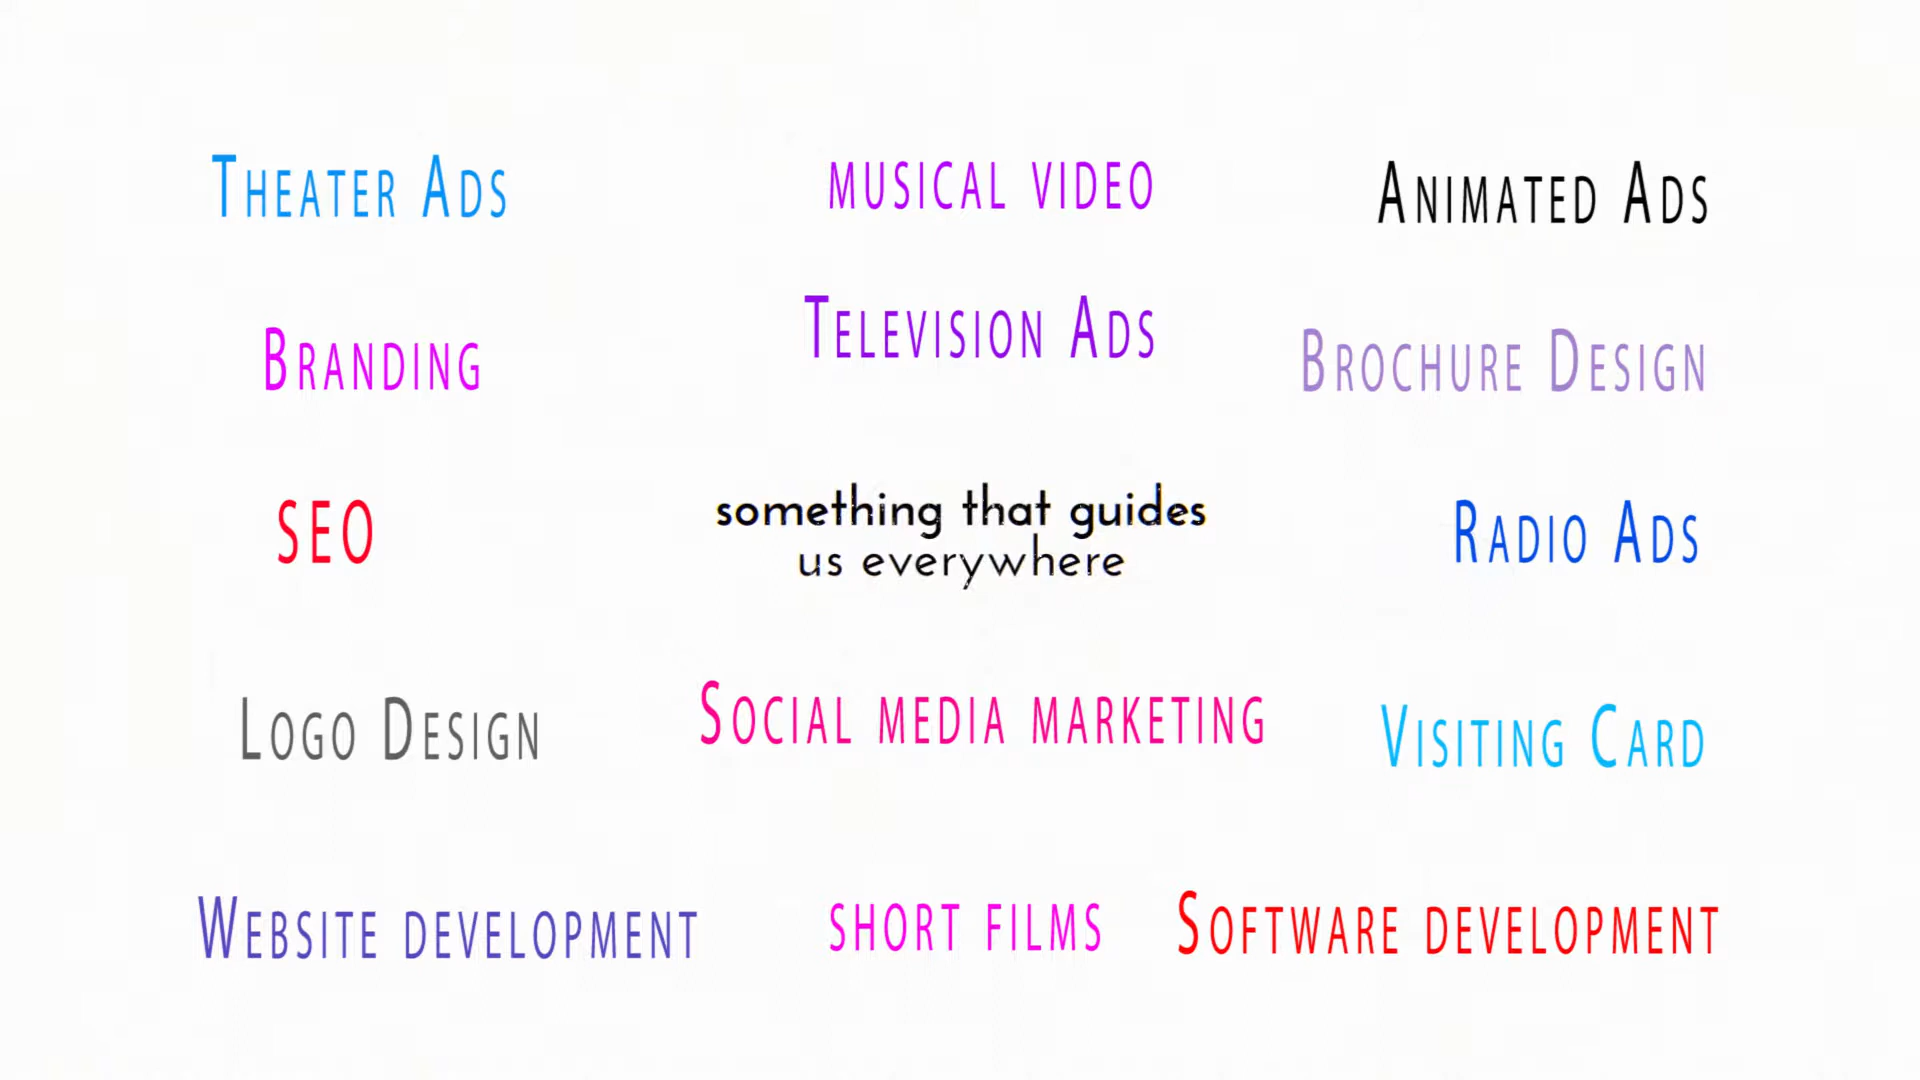 Theater Ads
musical video
Animated Ads
Branding
Television Ads
Brochure Design
SEO
something that guides
us everywhere
Radio Ads
Logo Design
Social media marketing
Visiting Card
Website development
short films
Software development